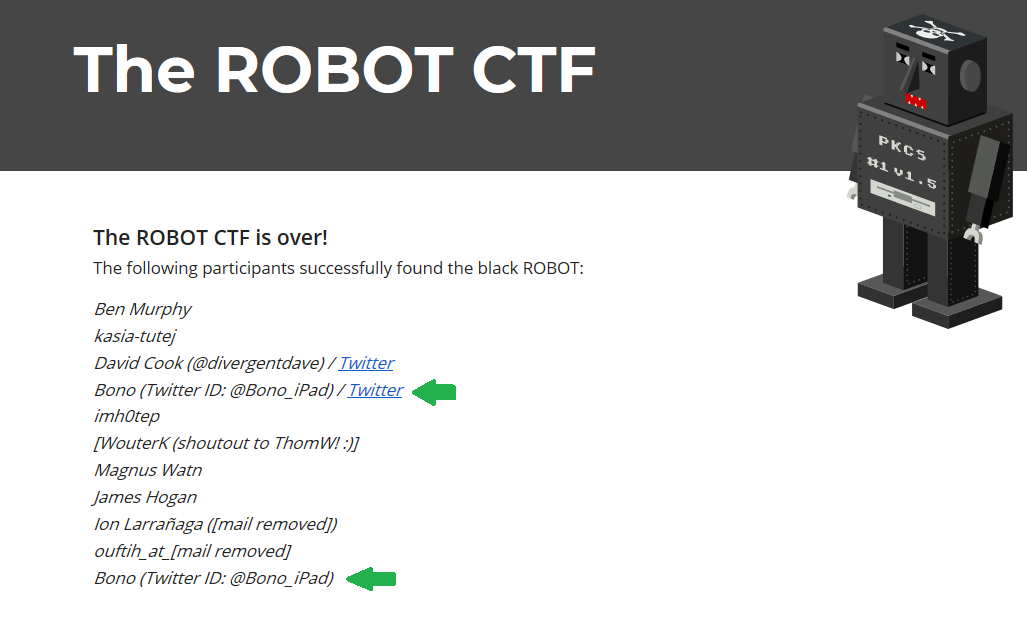 The ROBOT CTF
PKCS
#1 v1.5
The ROBOT CTF is over!
The following participants successfully found the black ROBOT:
Ben Murphy
kasia-tutej
David Cook (@divergentdave) / Twitter
Bono (Twitter ID: @Bono_iPad) / Twitter
imh0tep
[WouterK (shoutout to ThomW! :)]
Magnus Watn
James Hogan
Ion Larrañaga ([mail removed])
ouftih_at_[mail removed]
Bono (Twitter ID: @Bono_iPad)